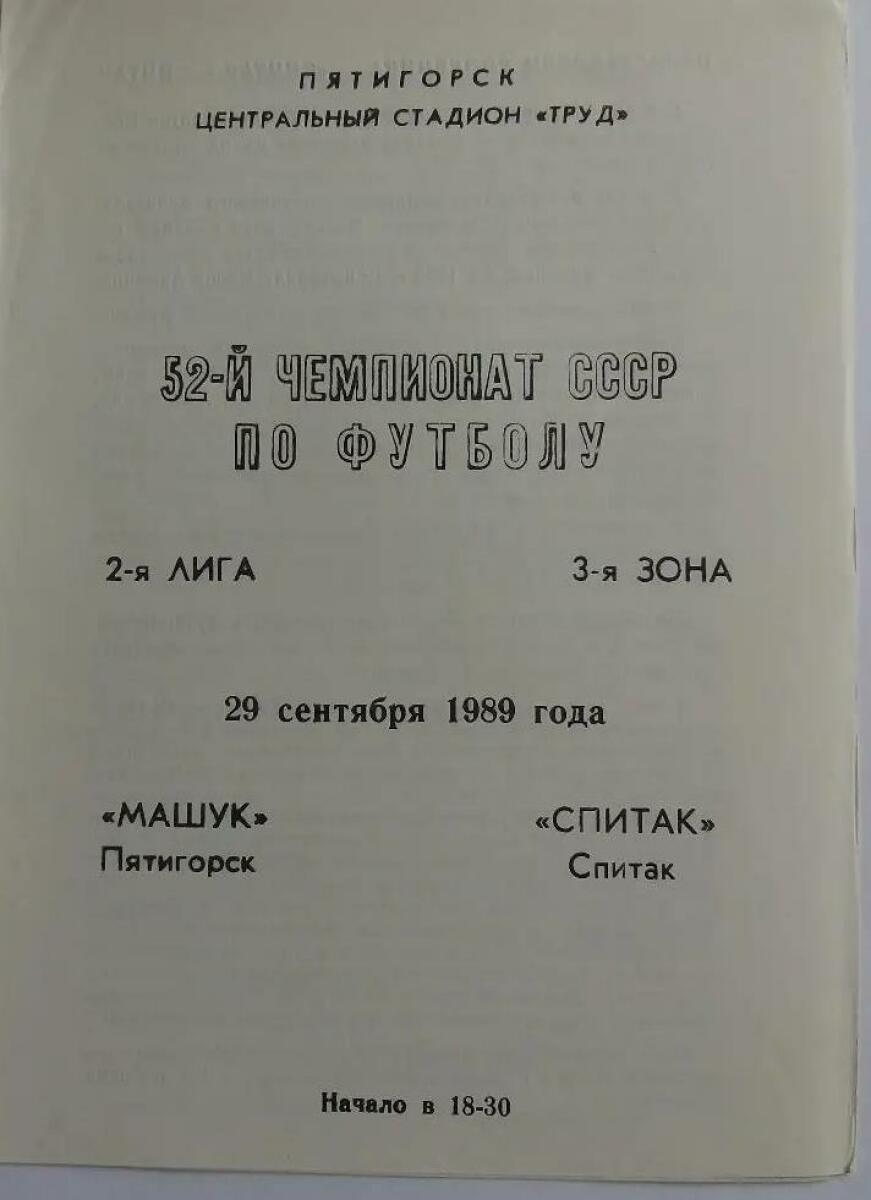 ПЯТИГОРСК
ЦЕНТРАЛЬНЫЙ СТАДИОН «ТРУД»
52-Й ЧЕМПИОНАТ СССР
ПО ФУТБОЛУ
2-я ЛИГА 3-я ЗОНА
29 сентября 1989 года
«МАШУК» «СПИТАК»
Пятигорск Спитак
Начало в 18-30